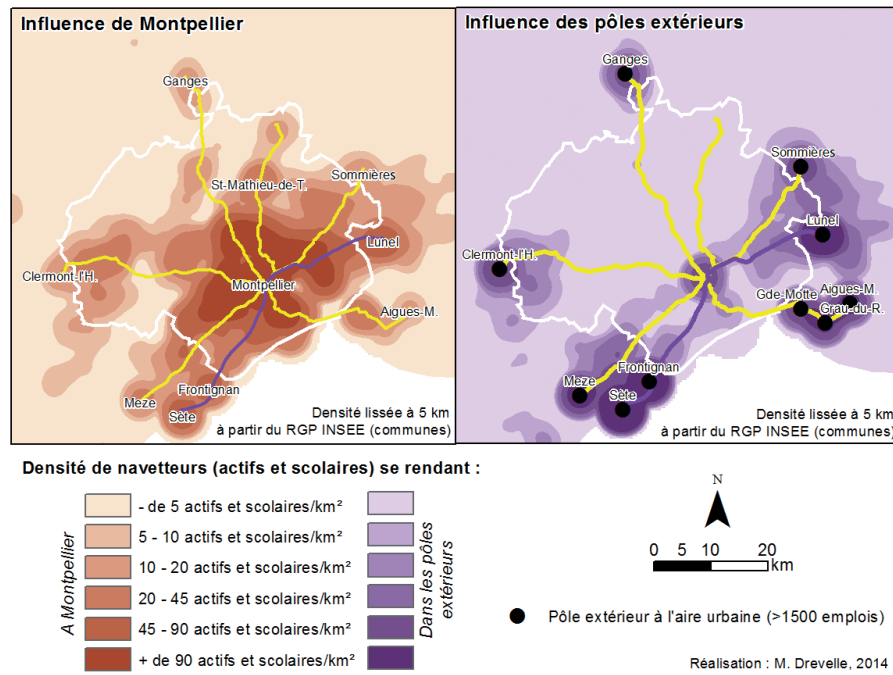 Influence de Montpellier
Ganges
St-Mathieu-de-T.
Sommières
Lunel
Clermont-l'H.
Montpellier
Aigues-M.
Frontignan
Meze
Sète
Densité lissée à 5 km
à partir du RGP INSEE (communes)
Influence des pôles extérieurs
Ganges
Sommières
Lunel
Clermont-l'H.
Aigues-M.
Gde-Motte
Grau-du-R.
Frontignan
Meze
Sète
Densité lissée à 5 km
à partir du RGP INSEE (communes)
Densité de navetteurs (actifs et scolaires) se rendant :
A Montpellier
- de 5 actifs et scolaires/km²
5 - 10 actifs et scolaires/km²
10 - 20 actifs et scolaires/km²
20 - 45 actifs et scolaires/km²
45 - 90 actifs et scolaires/km²
+ de 90 actifs et scolaires/km²
Dans les pôles
extérieurs
N
0 5 10 20
km
Pôle extérieur à l'aire urbaine (>1500 emplois)
Réalisation : M. Drevelle, 2014